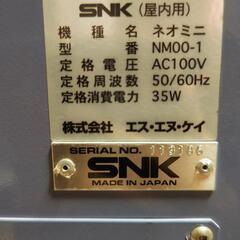 SNK (屋内用)
機種名 ネオミニ
型番 NM00-1
定格電圧 AC100V
定格周波数 50/60Hz
定格消費電力 35W
株式会社 エス・エヌ・ケイ
SERIAL NO.
SNK
MADE IN JAPAN